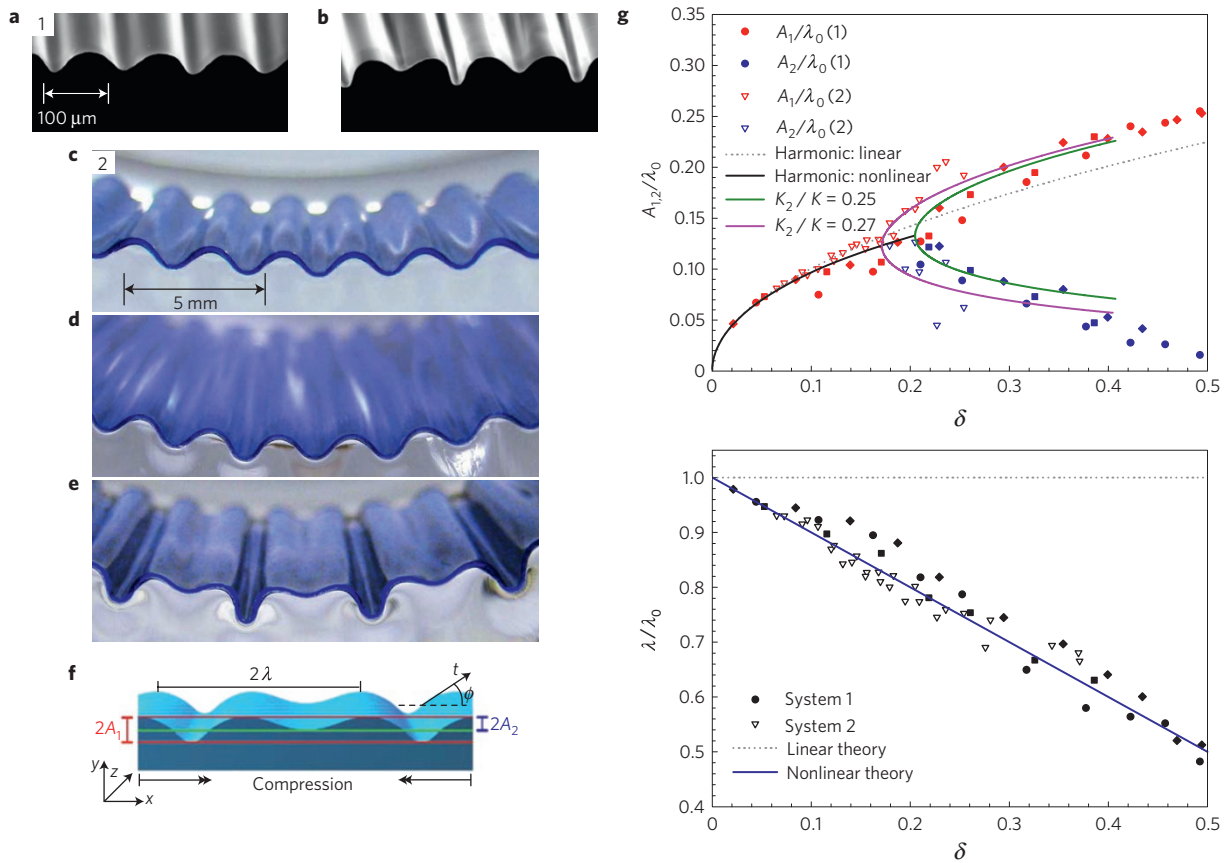 a
1
100 μm
b
c
2
5 mm
d
e
f
2λ
t
ϕ
2A₁
2A₂
y
z
x
Compression
g
0.35
0.30
0.25
0.20
0.15
0.10
0.05
0
A₁,₂/λ₀
A₁/λ₀(1)
A₂/λ₀(1)
A₁/λ₀(2)
A₂/λ₀(2)
Harmonic: linear
Harmonic: nonlinear
K₂ / K = 0.25
K₂ / K = 0.27
0 0.1 0.2 0.3 0.4 0.5
δ
1.0
0.9
0.8
0.7
0.6
0.5
0.4
λ/λ₀
System 1
System 2
Linear theory
Nonlinear theory
0 0.1 0.2 0.3 0.4 0.5
δ